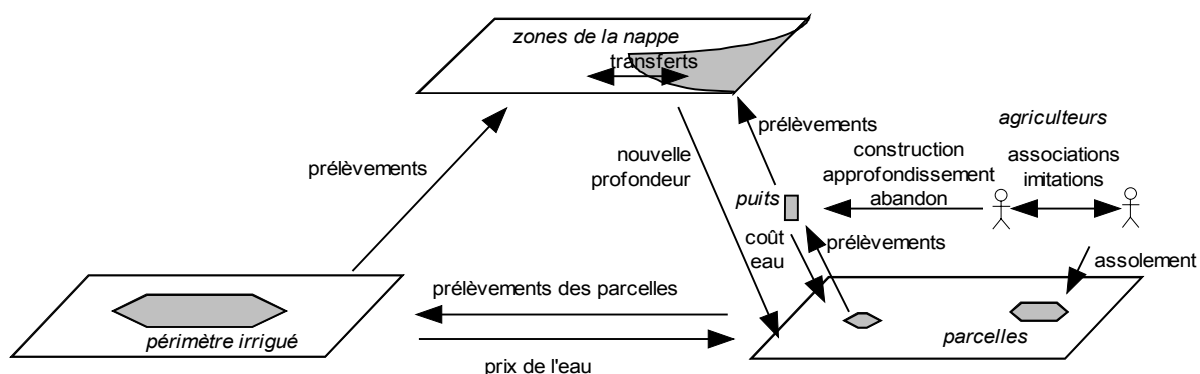 zones de la nappe
transferts
prélèvements
agriculteurs
nouvelle
profondeur
construction
approfondissement
abandon
associations
imitations
prélèvements
puits
coût
eau
prélèvements
assolement
prélèvements des parcelles
périmètre irrigué
parcelles
prix de l'eau